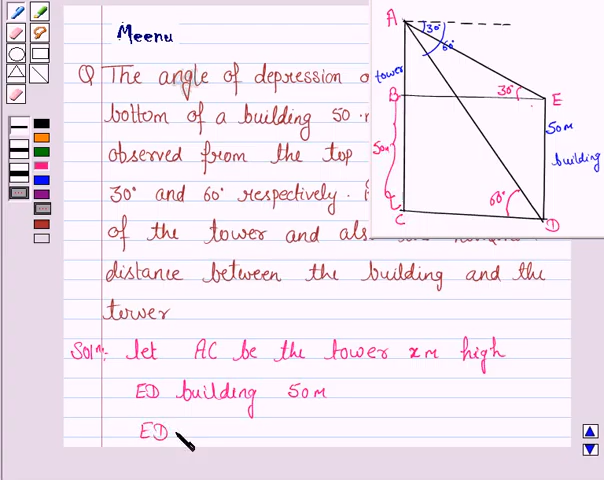 Meenu
Q The angle of depression o
bottom of a building 50
observed from the top
30° and 60° respectively.
of the tower and als
distance between the building and the
tower
Soln: let AC be the tower x m high
ED building 50m
ED
A
30°
60°
tower
B
30°
E
50m
50m
building
60°
C
D